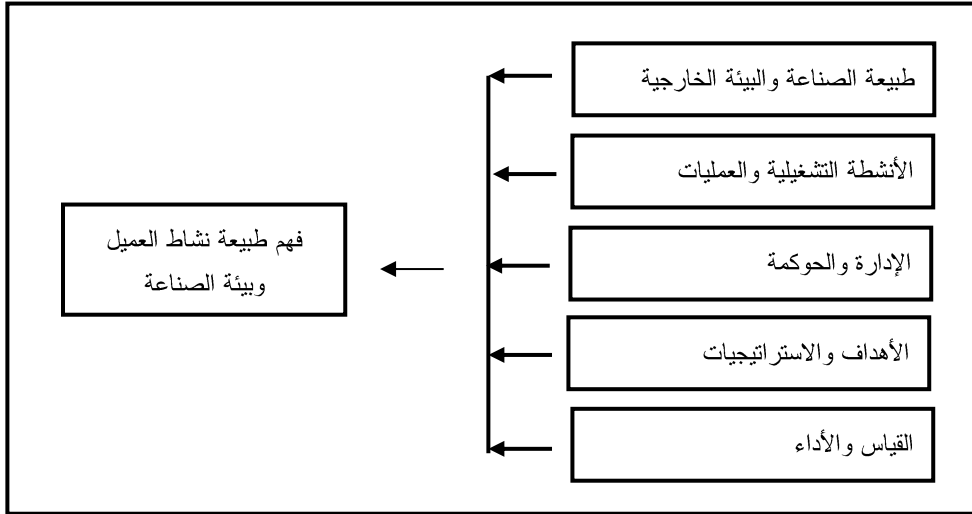 طبيعة الصناعة والبيئة الخارجية
الأنشطة التشغيلية والعمليات
الإدارة والحوكمة
الأهداف والاستراتيجيات
القياس والأداء
فهم طبيعة نشاط العميل
وبيئة الصناعة